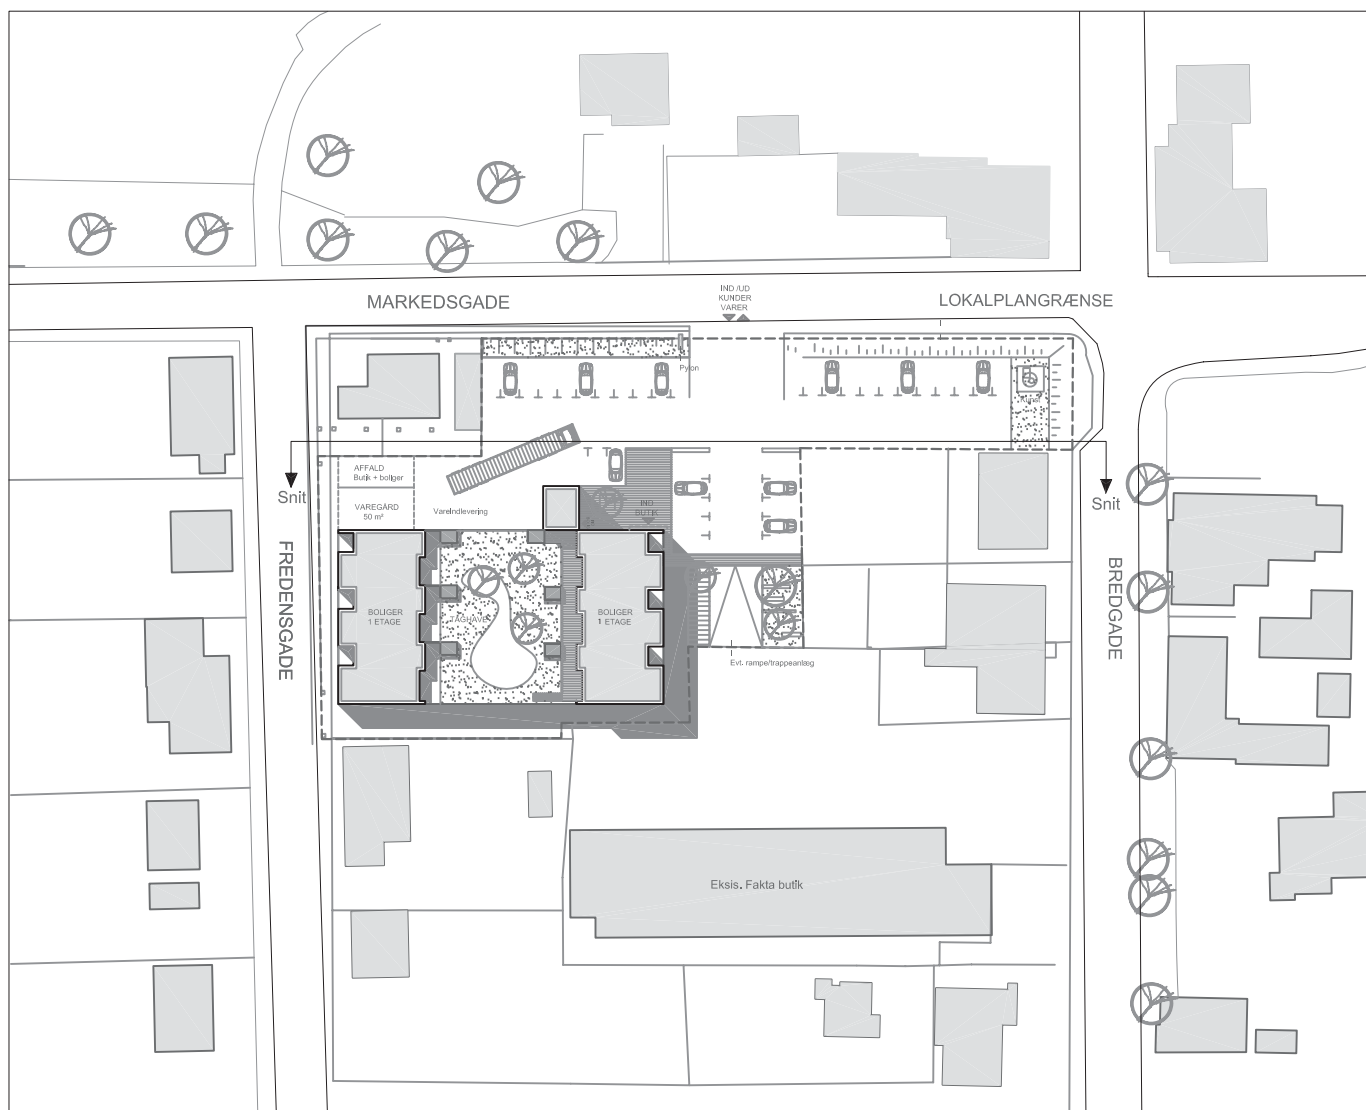 MARKEDSGADE
IND /UD
KUNDER
VARER
LOKALPLANGRÆNSE
Pylon
Kunst
AFFALD
Butik + boliger
Snit
Snit
VAREGÅRD
50 m²
Vareindlevering
IND
BUTIK
FREDENSGADE
BOLIGER
1 ETAGE
TAGHAVE
BOLIGER
1 ETAGE
BREDGADE
Evt. rampe/trappeanlæg
Eksis. Fakta butik